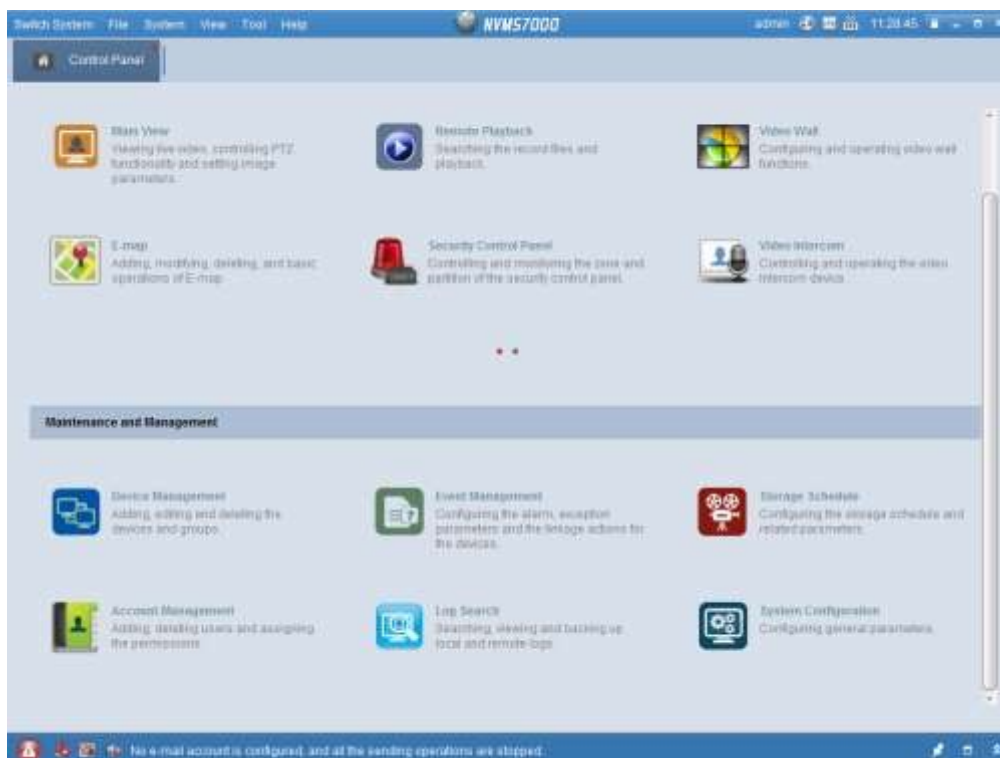 Switch System File System View Tool Help
NVMS7000
admin 11:28:45
Control Panel
Main View
Viewing live video, controlling PTZ
functionality and setting image
parameters.
Remote Playback
Searching the record files and
playback.
Video Wall
Configuring and operating video wall
functions.
E-map
Adding, modifying, deleting, and basic
operations of E-map.
Security Control Panel
Controlling and monitoring the zone and
partition of the security control panel.
Video Intercom
Controlling and operating the video
intercom device.
Maintenance and Management
Device Management
Adding, editing and deleting the
devices and groups.
Event Management
Configuring the alarm, exception
parameters and the linkage actions for
the devices.
Storage Schedule
Configuring the storage schedule and
related parameters.
Account Management
Adding, deleting users and assigning
the permissions.
Log Search
Searching, viewing and backing up
local and remote logs.
System Configuration
Configuring general parameters.
No e-mail account is configured, and all the sending operations are stopped.